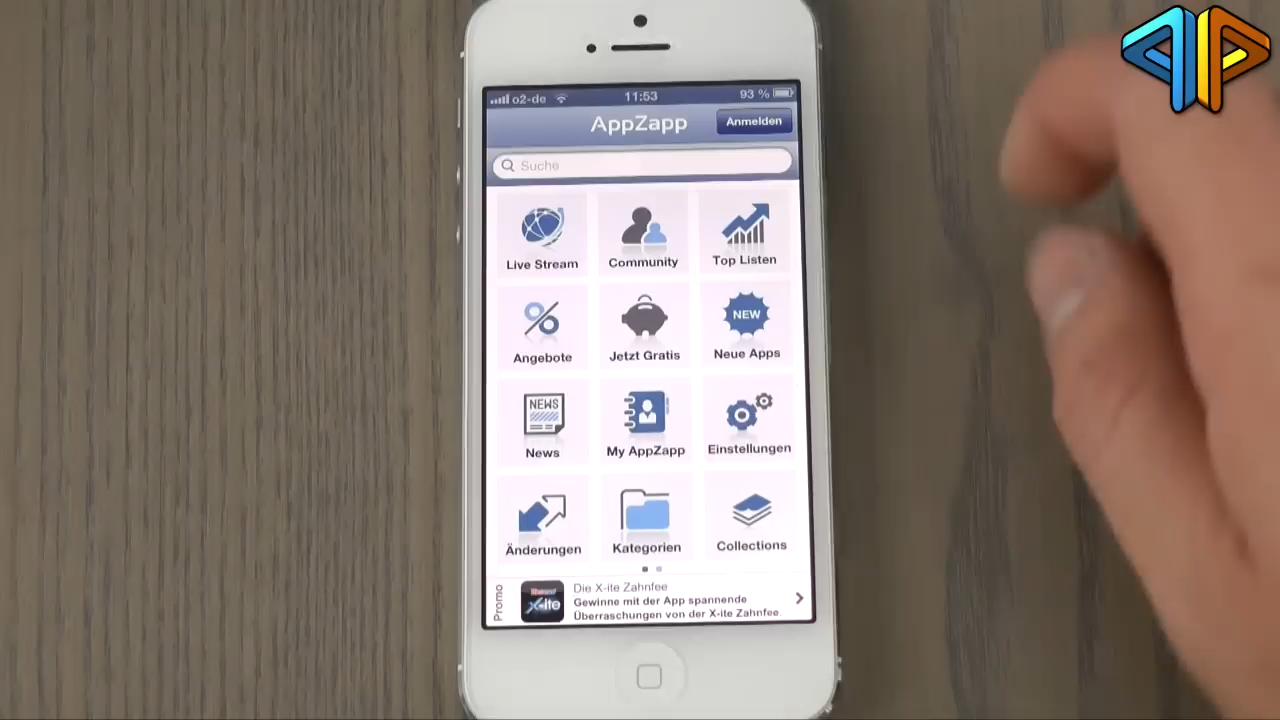 o2-de 11:53 93 %
AppZapp
Anmelden
Suche
Live Stream
Community
Top Listen
Angebote
Jetzt Gratis
NEW
Neue Apps
NEWS
News
My AppZapp
Einstellungen
Änderungen
Kategorien
Collections
Promo
X-ite
Die X-ite Zahnfee
Gewinne mit der App spannende
Überraschungen von der X-ite Zahnfee.